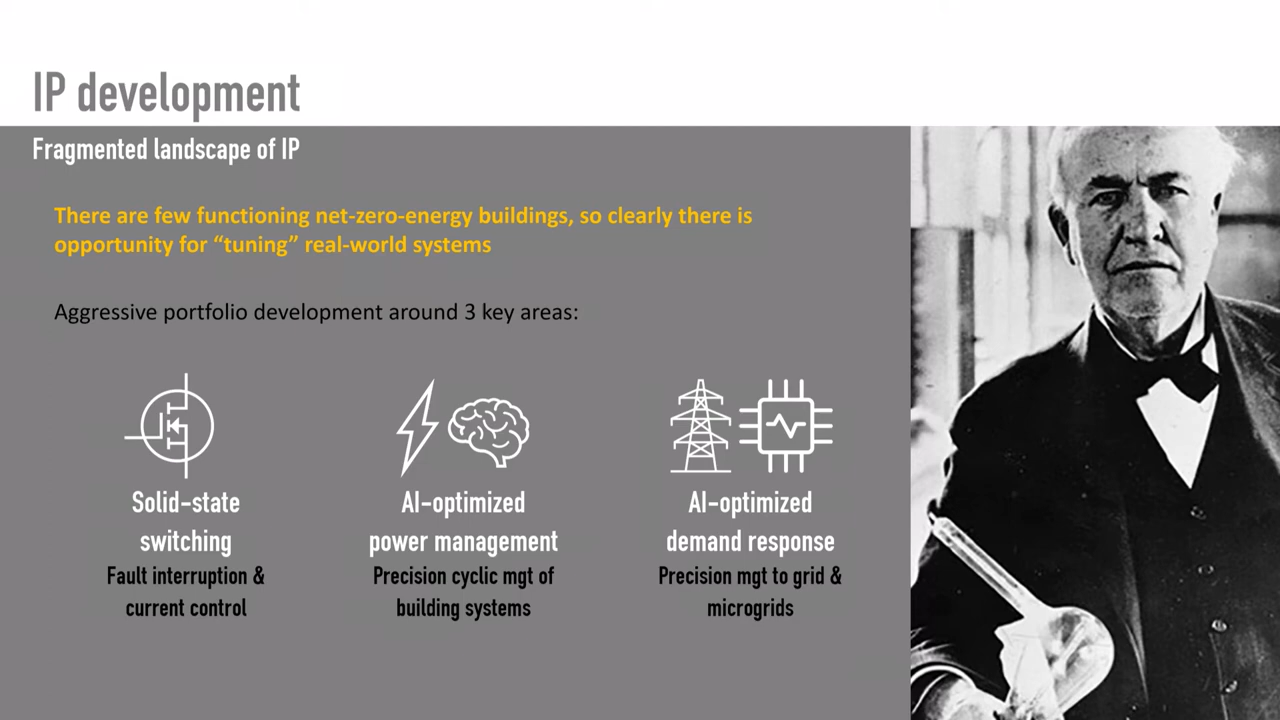 IP development
Fragmented landscape of IP
There are few functioning net-zero-energy buildings, so clearly there is
opportunity for “tuning” real-world systems
Aggressive portfolio development around 3 key areas:
Solid-state
switching
Fault interruption &
current control
AI-optimized
power management
Precision cyclic mgt of
building systems
AI-optimized
demand response
Precision mgt to grid &
microgrids